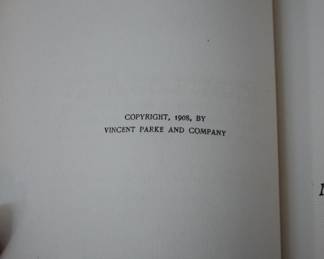 COPYRIGHT, 1908, BY
VINCENT PARKE AND COMPANY